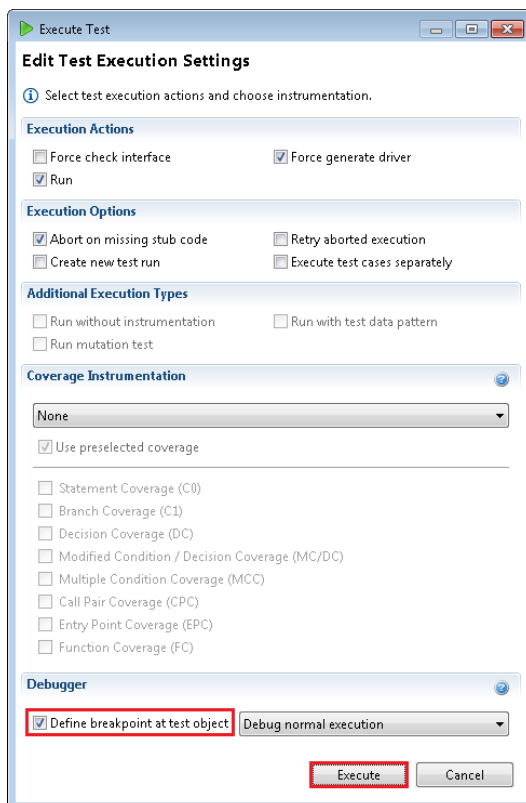 Execute Test
Edit Test Execution Settings
Select test execution actions and choose instrumentation.
Execution Actions
Force check interface
Force generate driver
Run
Execution Options
Abort on missing stub code
Retry aborted execution
Create new test run
Execute test cases separately
Additional Execution Types
Run without instrumentation
Run with test data pattern
Run mutation test
Coverage Instrumentation
None
Use preselected coverage
Statement Coverage (C0)
Branch Coverage (C1)
Decision Coverage (DC)
Modified Condition / Decision Coverage (MC/DC)
Multiple Condition Coverage (MCC)
Call Pair Coverage (CPC)
Entry Point Coverage (EPC)
Function Coverage (FC)
Debugger
Define breakpoint at test object
Debug normal execution
Execute
Cancel